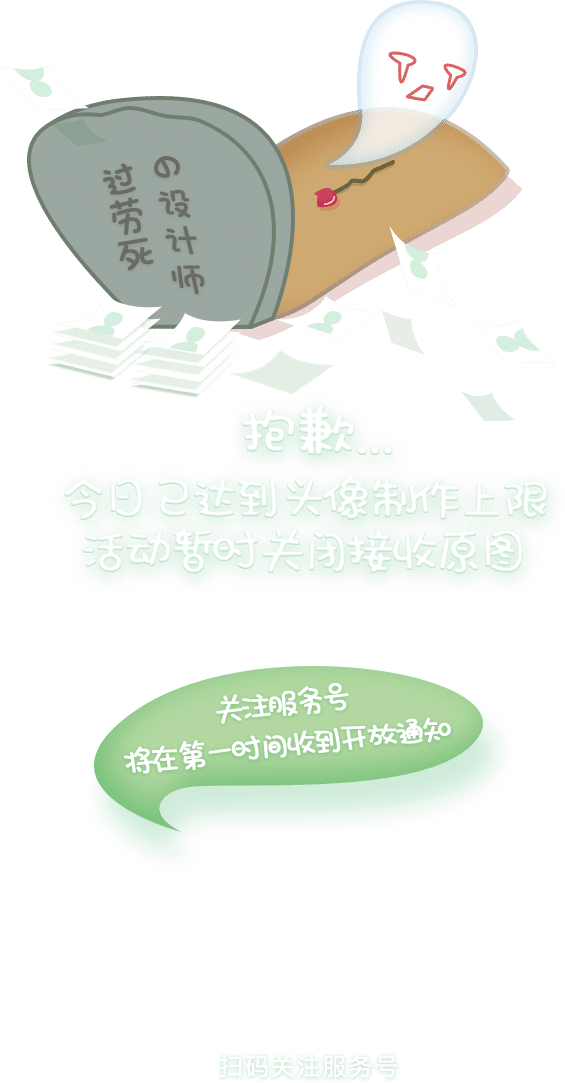 过劳死
の设计师
抱歉...
今日已达到头像制作上限
活动暂时关闭接收原图
关注服务号
将在第一时间收到开放通知
扫码关注服务号